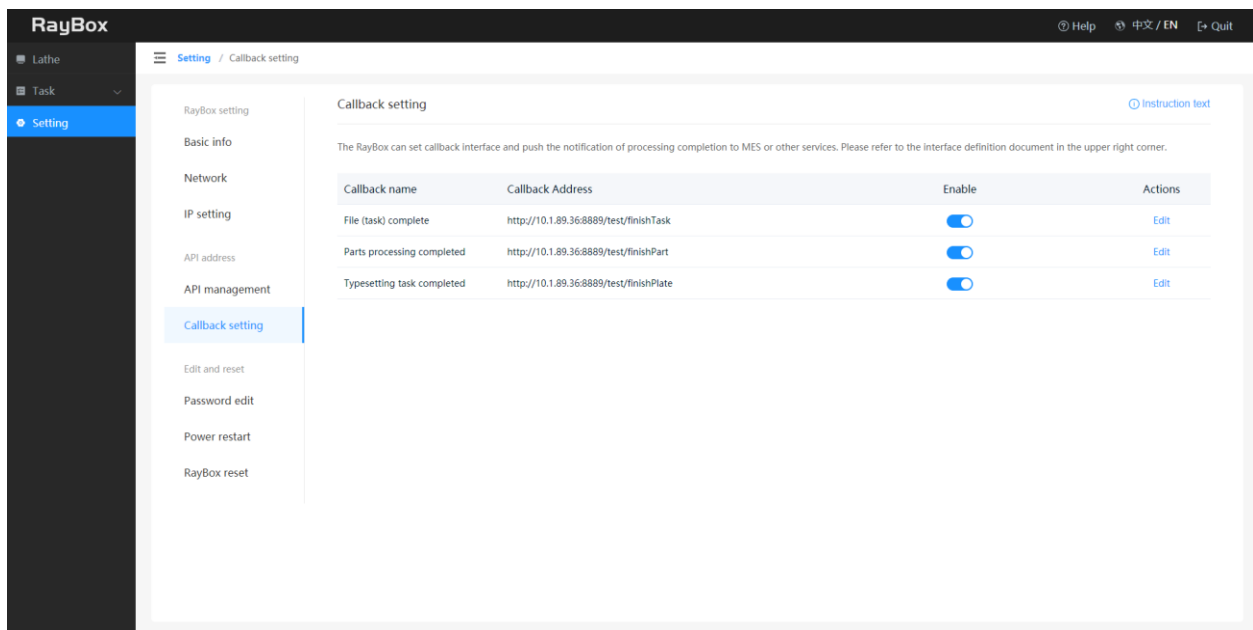 RayBox
Help 中文 / EN Quit
Lathe
Task
Setting
Setting / Callback setting
RayBox setting
Basic info
Network
IP setting
API address
API management
Callback setting
Edit and reset
Password edit
Power restart
RayBox reset
Callback setting
Instruction text
The RayBox can set callback interface and push the notification of processing completion to MES or other services. Please refer to the interface definition document in the upper right corner.
Callback name Callback Address Enable Actions
File (task) complete http://10.1.89.36:8889/test/finishTask Edit
Parts processing completed http://10.1.89.36:8889/test/finishPart Edit
Typesetting task completed http://10.1.89.36:8889/test/finishPlate Edit